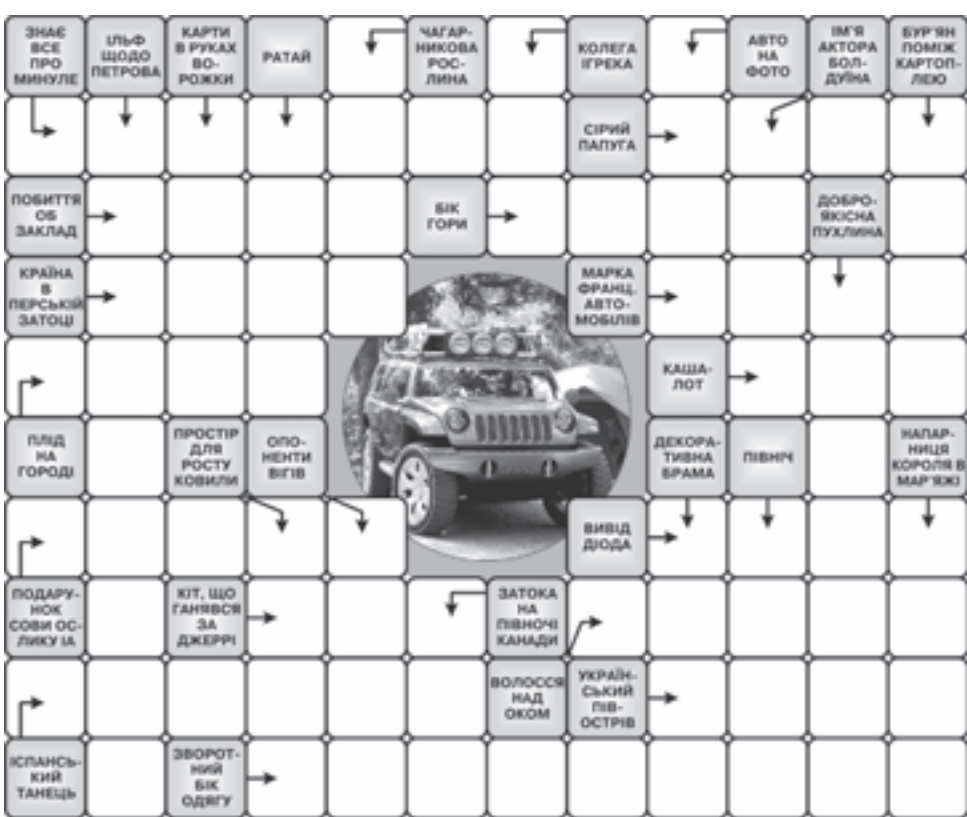 ЗНАЄ
ВСЕ
ПРО
МИНУЛЕ
ІЛЬФ
ЩОДО
ПЕТРОВА
КАРТИ
В РУКАХ
ВО-
РОЖКИ
РАТАЙ
ЧАГАР-
НИКОВА
РОС-
ЛИНА
КОЛЕГА
ІГРЕКА
АВТО
НА
ФОТО
ІМ'Я
АКТОРА
БОЛ-
ДУЇНА
БУР'ЯН
ПОМІЖ
КАРТОП-
ЛЕЮ
СІРИЙ
ПАПУГА
ПОБИТТЯ
ОБ
ЗАКЛАД
БІК
ГОРИ
ДОБРО-
ЯКІСНА
ПУХЛИНА
КРАЇНА
В
ПЕРСЬКІЙ
ЗАТОЦІ
МАРКА
ФРАНЦ.
АВТО-
МОБІЛІВ
КАША-
ЛОТ
ПЛІД
НА
ГОРОДІ
ПРОСТІР
ДЛЯ
РОСТУ
КОВИЛИ
ОПО-
НЕНТИ
ВІГІВ
ДЕКОРА-
ТИВНА
БРАМА
ПІВНІЧ
НАПАР-
НИЦЯ
КОРОЛЯ В
МАР'ЯЖІ
ВИВІД
ДІОДА
ПОДАРУ-
НОК
СОВИ ОС-
ЛИКУ ІА
КІТ, ЩО
ГАНЯВСЯ
ЗА
ДЖЕРРІ
ЗАТОКА
НА
ПІВНОЧІ
КАНАДИ
ВОЛОССЯ
НАД
ОКОМ
УКРАЇН-
СЬКИЙ
ПІВ-
ОСТРІВ
ІСПАНСЬ-
КИЙ
ТАНЕЦЬ
ЗВОРОТ-
НИЙ
БІК
ОДЯГУ